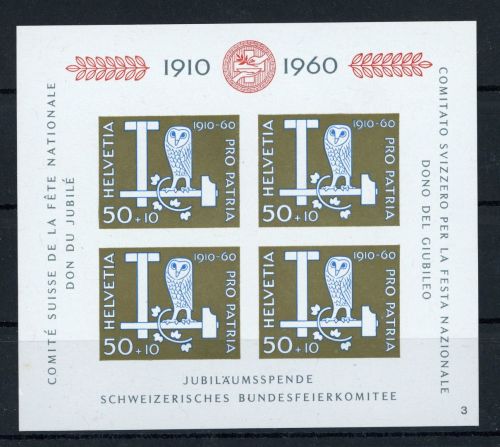 1910 1960
COMITÉ SUISSE DE LA FÊTE NATIONALE
DON DU JUBILÉ
COMITATO SVIZZERO PER LA FESTA NAZIONALE
DONO DEL GIUBILEO
HELVETIA
1910-60
PRO PATRIA
50+10
HELVETIA
1910-60
PRO PATRIA
50+10
HELVETIA
1910-60
PRO PATRIA
50+10
HELVETIA
1910-60
PRO PATRIA
50+10
JUBILÄUMSSPENDE
SCHWEIZERISCHES BUNDESFEIERKOMITEE
3